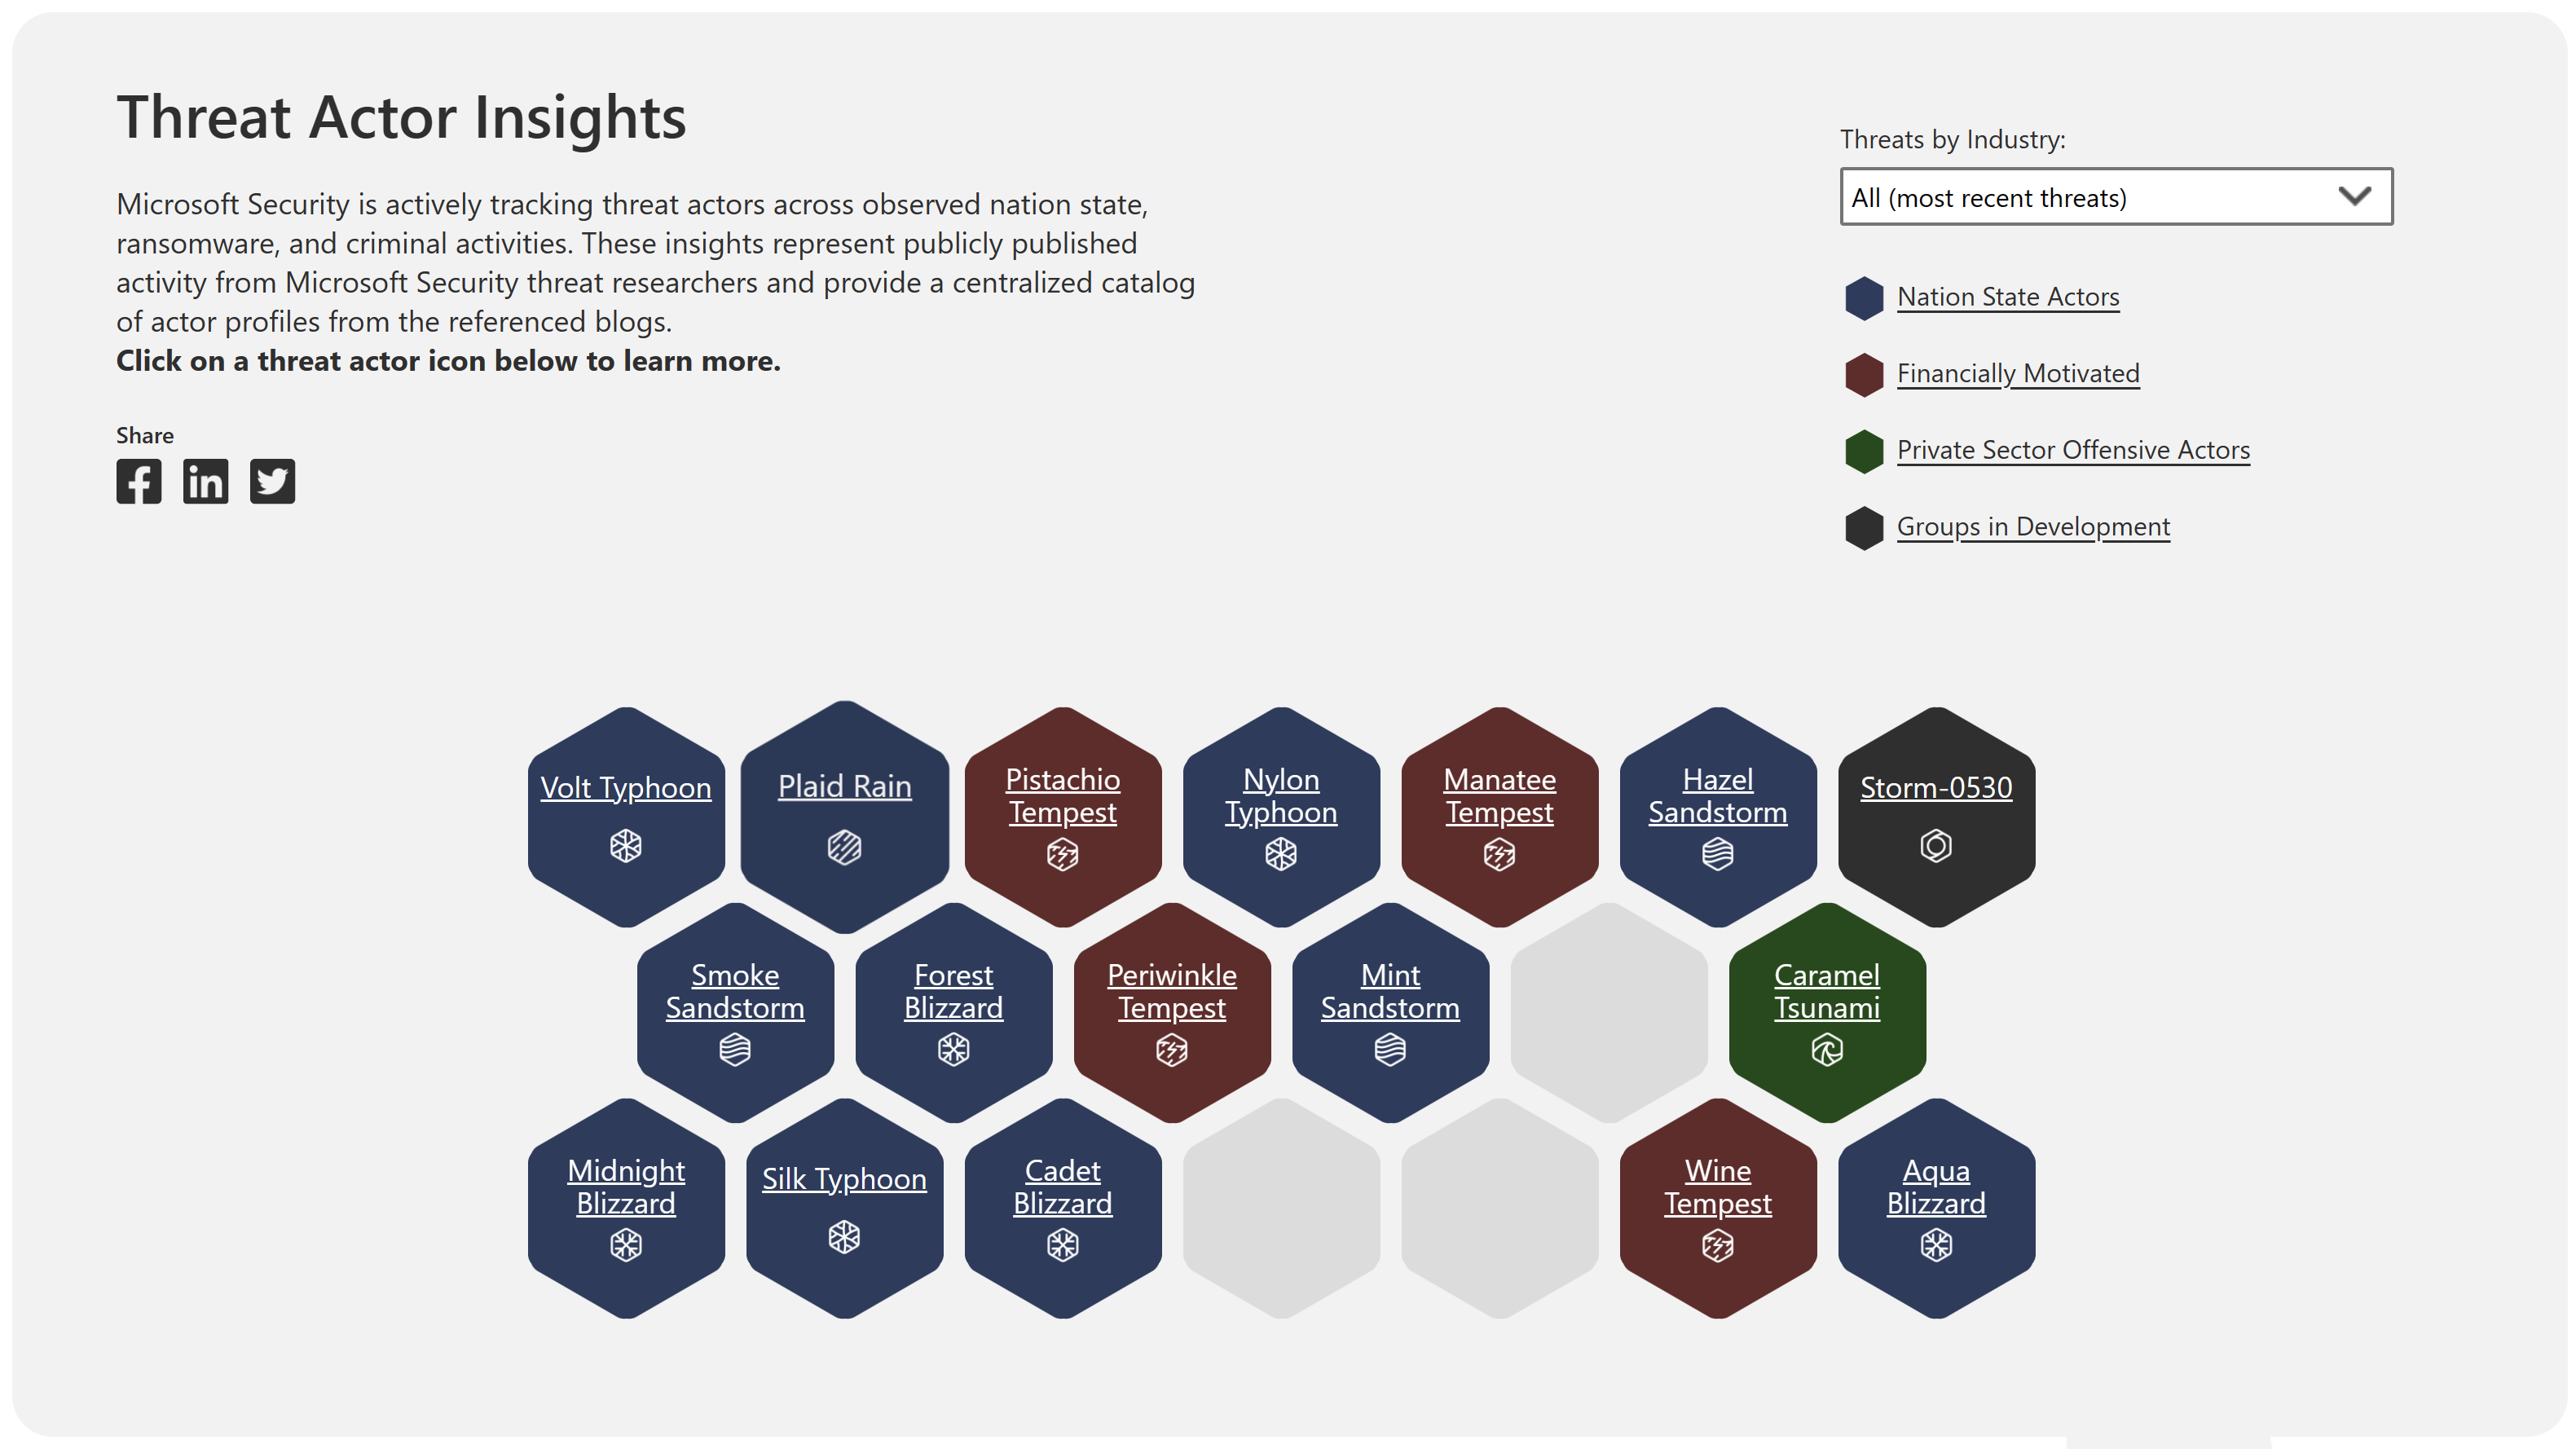 Threat Actor Insights
Microsoft Security is actively tracking threat actors across observed nation state,
ransomware, and criminal activities. These insights represent publicly published
activity from Microsoft Security threat researchers and provide a centralized catalog
of actor profiles from the referenced blogs.
Click on a threat actor icon below to learn more.
Share
Threats by Industry:
All (most recent threats)
Nation State Actors
Financially Motivated
Private Sector Offensive Actors
Groups in Development
Volt Typhoon
Plaid Rain
Pistachio
Tempest
Nylon
Typhoon
Manatee
Tempest
Hazel
Sandstorm
Storm-0530
Smoke
Sandstorm
Forest
Blizzard
Periwinkle
Tempest
Mint
Sandstorm
Caramel
Tsunami
Midnight
Blizzard
Silk Typhoon
Cadet
Blizzard
Wine
Tempest
Aqua
Blizzard